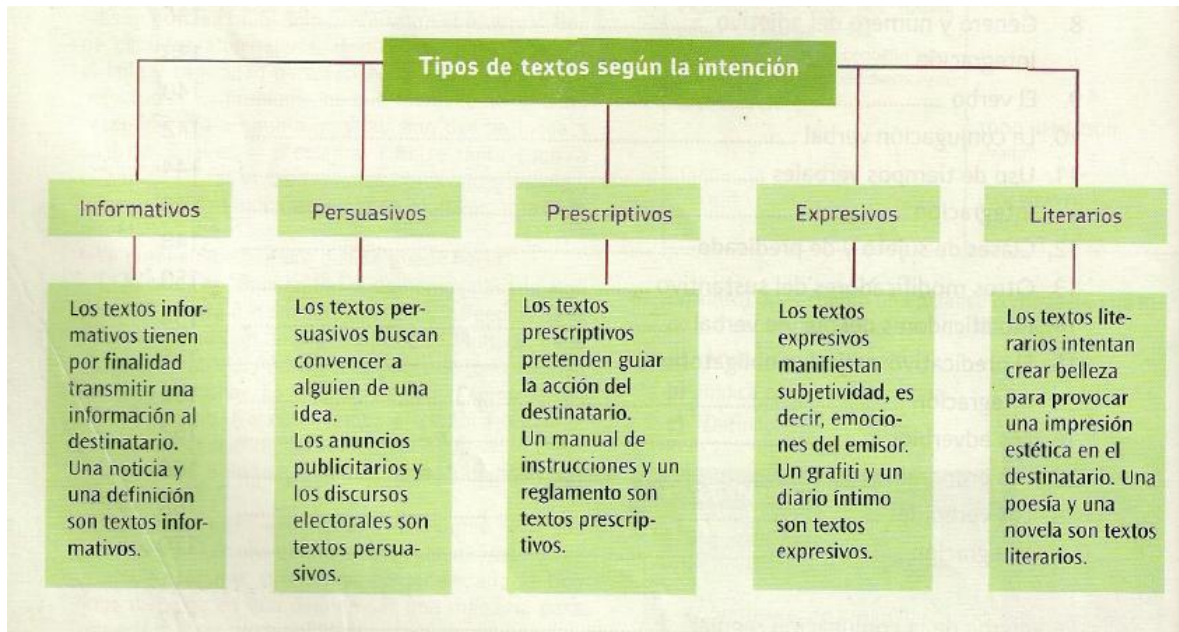 Tipos de textos según la intención
Informativos
Los textos infor-
mativos tienen
por finalidad
transmitir una
información al
destinatario.
Una noticia y
una definición
son textos infor-
mativos.
Persuasivos
Los textos per-
suasivos buscan
convencer a
alguien de una
idea.
Los anuncios
publicitarios y
los discursos
electorales son
textos persua-
sivos.
Prescriptivos
Los textos
prescriptivos
pretenden guiar
la acción del
destinatario.
Un manual de
instrucciones y un
reglamento son
textos prescrip-
tivos.
Expresivos
Los textos
expresivos
manifiestan
subjetividad, es
decir, emocio-
nes del emisor.
Un grafiti y un
diario íntimo
son textos
expresivos.
Literarios
Los textos lite-
rarios intentan
crear belleza
para provocar
una impresión
estética en el
destinatario. Una
poesía y una
novela son textos
literarios.
8. Género y número del adjetivo
9. El verbo
10. La conjugación verbal
11. Uso de tiempos verbales